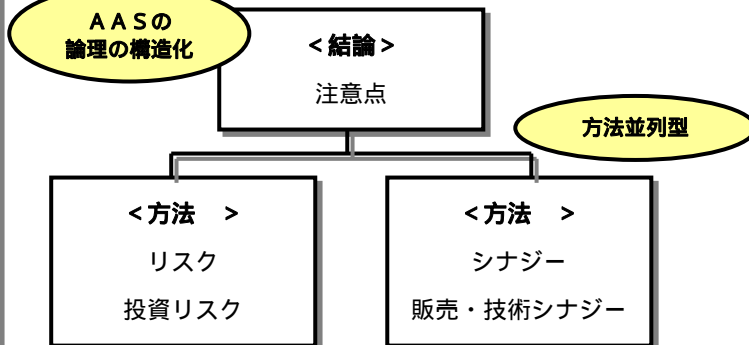 ＡＡＳの
論理の構造化
＜結論＞
注意点
方法並列型
＜方法　＞
リスク
投資リスク
＜方法　＞
シナジー
販売・技術シナジー